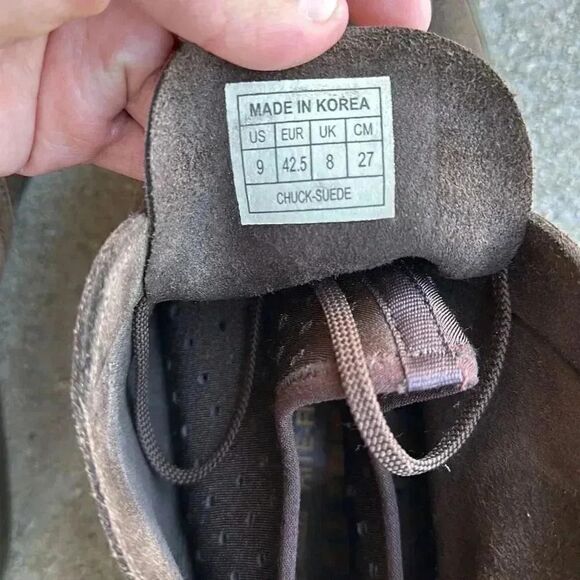 MADE IN KOREA
US EUR UK CM
9 42.5 8 27
CHUCK-SUEDE